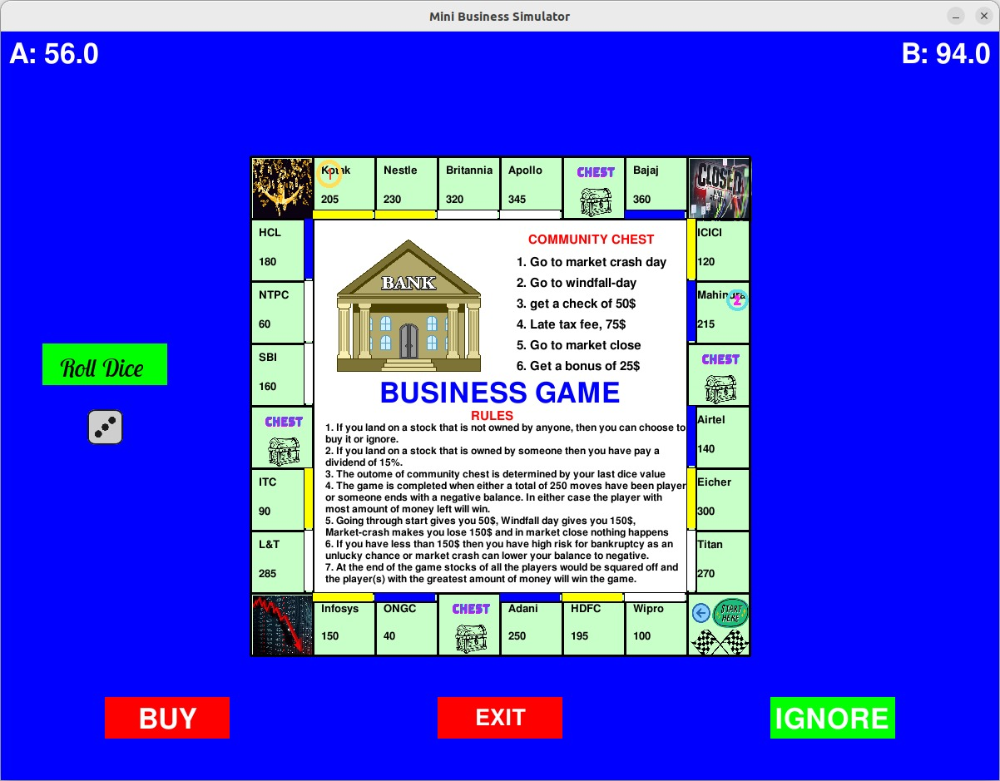 Mini Business Simulator
A: 56.0
B: 94.0
Kotak
Nestle
Britannia
Apollo
CHEST
Bajaj
CLOSED
205
230
320
345
360
HCL
180
NTPC
60
SBI
160
CHEST
ITC
90
L&T
285
ICICI
120
Mahindra
2
215
CHEST
Airtel
140
Eicher
300
Titan
270
BANK
COMMUNITY CHEST
1. Go to market crash day
2. Go to windfall-day
3. get a check of 50$
4. Late tax fee, 75$
5. Go to market close
6. Get a bonus of 25$
BUSINESS GAME
RULES
1. If you land on a stock that is not owned by anyone, then you can choose to
buy it or ignore.
2. If you land on a stock that is owned by someone then you have pay a
dividend of 15%.
3. The outome of community chest is determined by your last dice value
4. The game is completed when either a total of 250 moves have been player
or someone ends with a negative balance. In either case the player with
most amount of money left will win.
5. Going through start gives you 50$, Windfall day gives you 150$,
Market-crash makes you lose 150$ and in market close nothing happens
6. If you have less than 150$ then you have high risk for bankruptcy as an
unlucky chance or market crash can lower your balance to negative.
7. At the end of the game stocks of all the players would be squared off and
the player(s) with the greatest amount of money will win the game.
Infosys
ONGC
CHEST
Adani
HDFC
Wipro
START
HERE
150
40
250
195
100
Roll Dice
BUY
EXIT
IGNORE